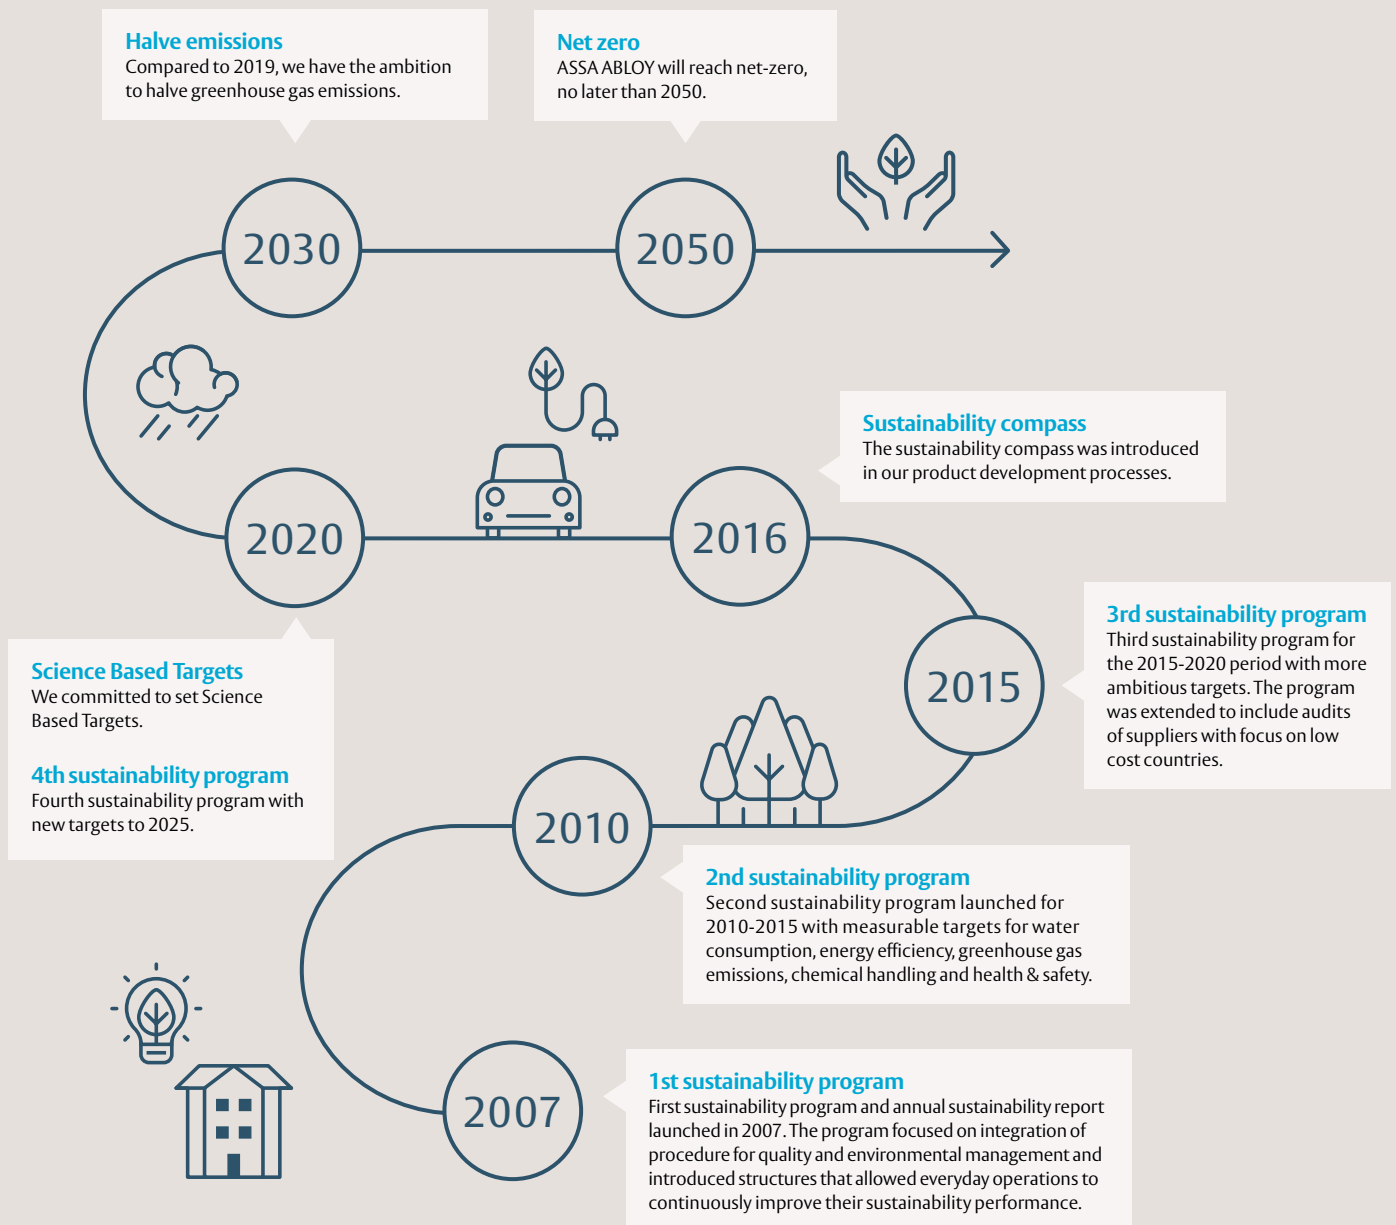 Halve emissions
Compared to 2019, we have the ambition
to halve greenhouse gas emissions.
Net zero
ASSA ABLOY will reach net-zero,
no later than 2050.
2030
2050
Sustainability compass
The sustainability compass was introduced
in our product development processes.
2020
2016
3rd sustainability program
Third sustainability program for
the 2015-2020 period with more
ambitious targets. The program
was extended to include audits
of suppliers with focus on low
cost countries.
2015
Science Based Targets
We committed to set Science
Based Targets.
4th sustainability program
Fourth sustainability program with
new targets to 2025.
2010
2nd sustainability program
Second sustainability program launched for
2010-2015 with measurable targets for water
consumption, energy efficiency, greenhouse gas
emissions, chemical handling and health & safety.
2007
1st sustainability program
First sustainability program and annual sustainability report
launched in 2007. The program focused on integration of
procedure for quality and environmental management and
introduced structures that allowed everyday operations to
continuously improve their sustainability performance.